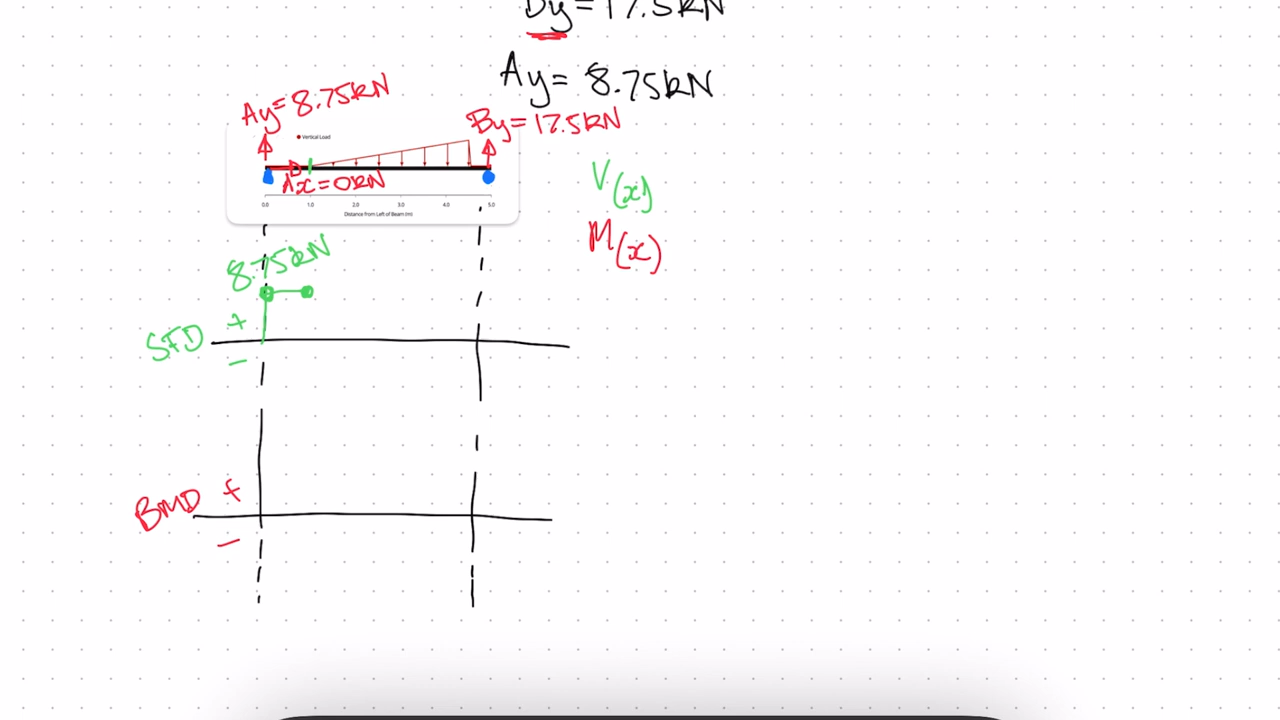 By = 17.5kN
Ay = 8.75kN
Ay = 8.75kN
By = 17.5kN
Vertical Load
Ax = 0kN
0.0 1.0 2.0 3.0 4.0 5.0
Distance from Left of Beam (m)
V(x)
M(x)
8.75kN
+
SFD
-
+
BMD
-